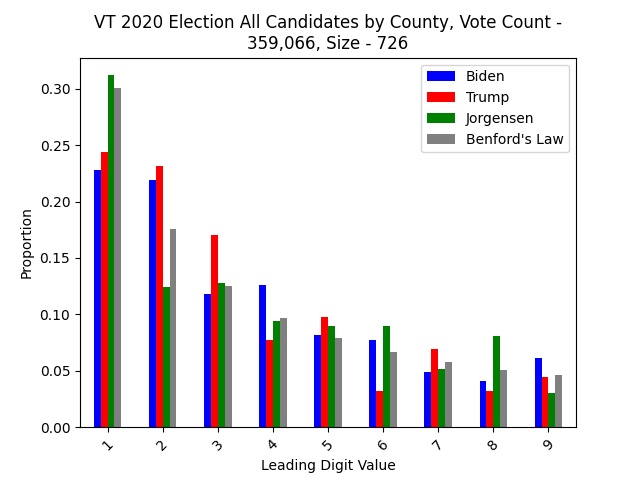 VT 2020 Election All Candidates by County, Vote Count -
359,066, Size - 726
Biden
Trump
Jorgensen
Benford's Law
Proportion
0.30
0.25
0.20
0.15
0.10
0.05
0.00
1 2 3 4 5 6 7 8 9
Leading Digit Value